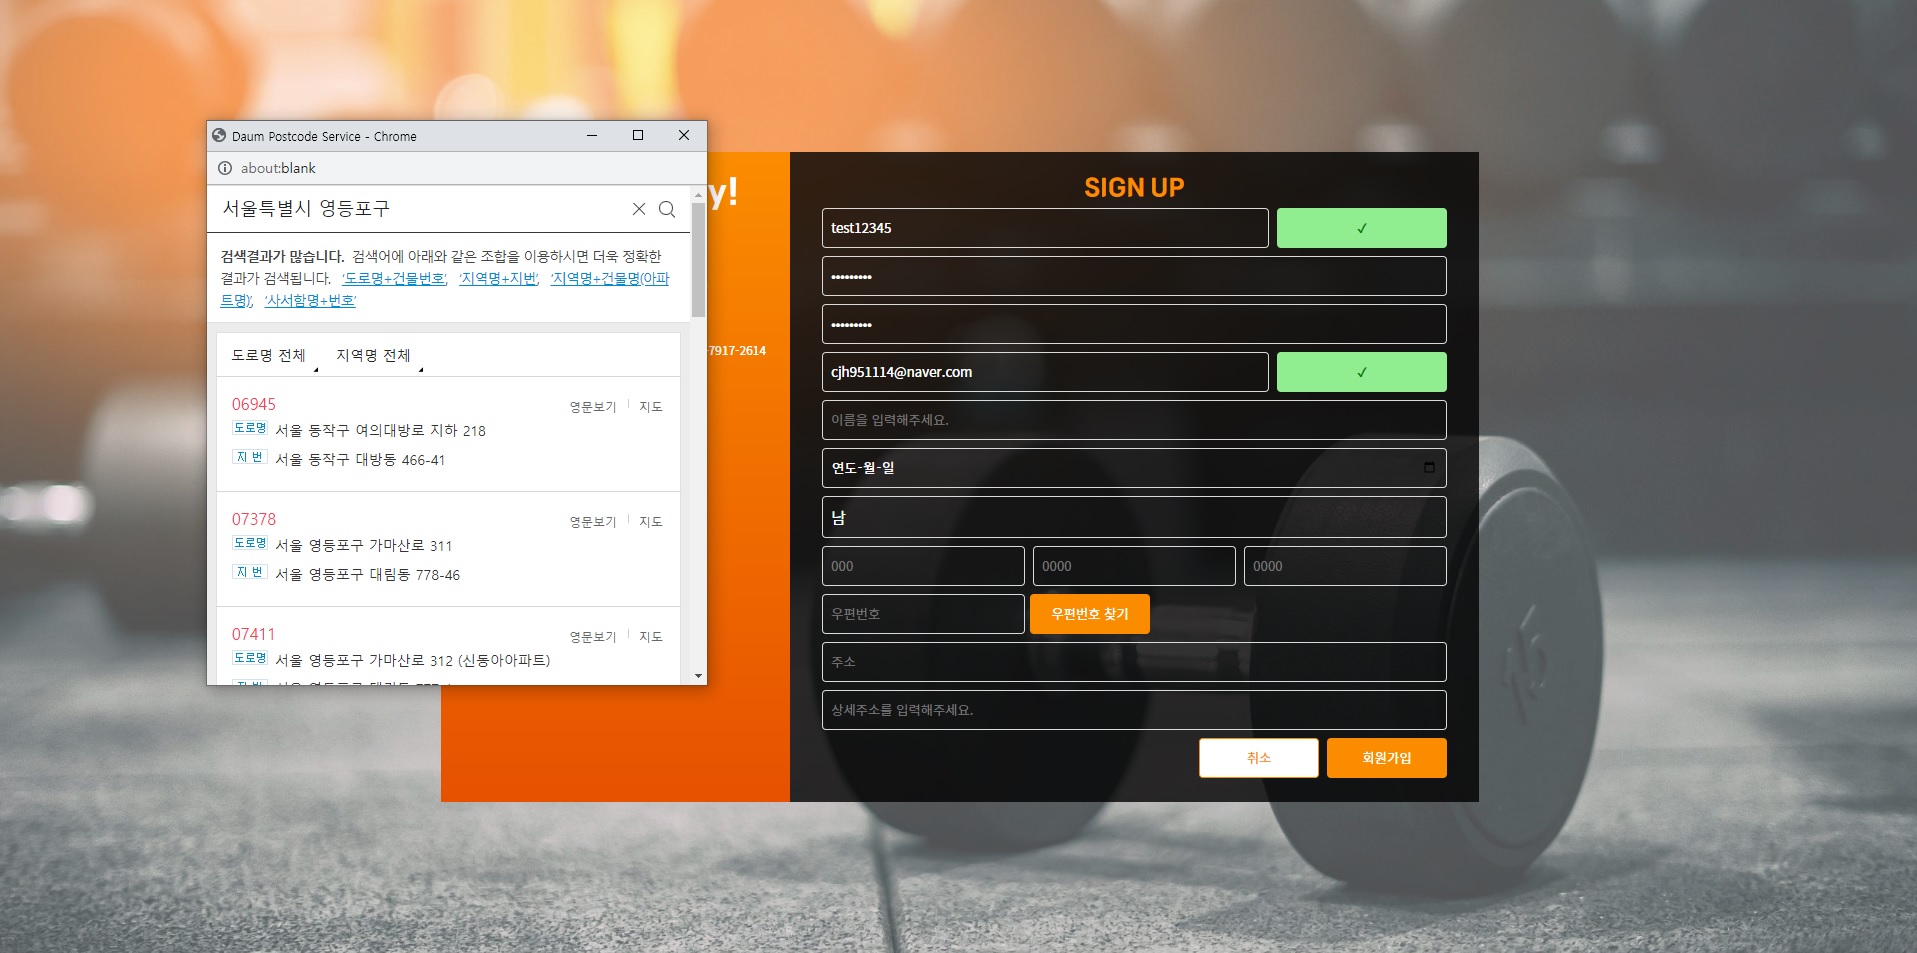 Daum Postcode Service - Chrome
about:blank
서울특별시 영등포구
검색결과가 많습니다. 검색어에 아래와 같은 조합을 이용하시면 더욱 정확한
결과가 검색됩니다. '도로명+건물번호', '지역명+지번', '지역명+건물명(아파
트명)', '사서함명+번호'
도로명 전체 지역명 전체
06945 영문보기 지도
도로명 서울 동작구 여의대방로 지하 218
지 번 서울 동작구 대방동 466-41
07378 영문보기 지도
도로명 서울 영등포구 가마산로 311
지 번 서울 영등포구 대림동 778-46
07411 영문보기 지도
도로명 서울 영등포구 가마산로 312 (신동아아파트)
y!
-7917-2614
SIGN UP
test12345 ✓
•••••••••
•••••••••
cjh951114@naver.com ✓
이름을 입력해주세요.
연도-월-일
남
000 0000 0000
우편번호 우편번호 찾기
주소
상세주소를 입력해주세요.
취소 회원가입